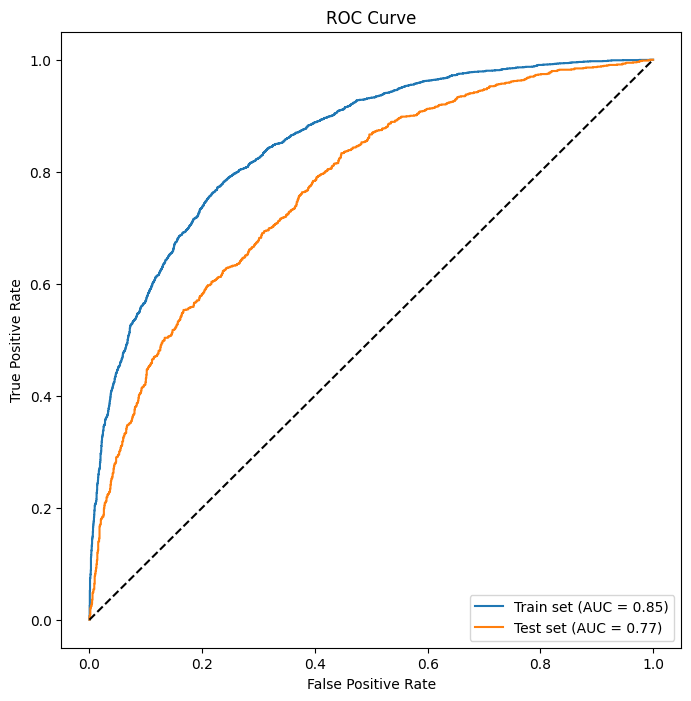 ROC Curve
True Positive Rate
1.0
0.8
0.6
0.4
0.2
0.0
0.0 0.2 0.4 0.6 0.8 1.0
False Positive Rate
Train set (AUC = 0.85)
Test set (AUC = 0.77)